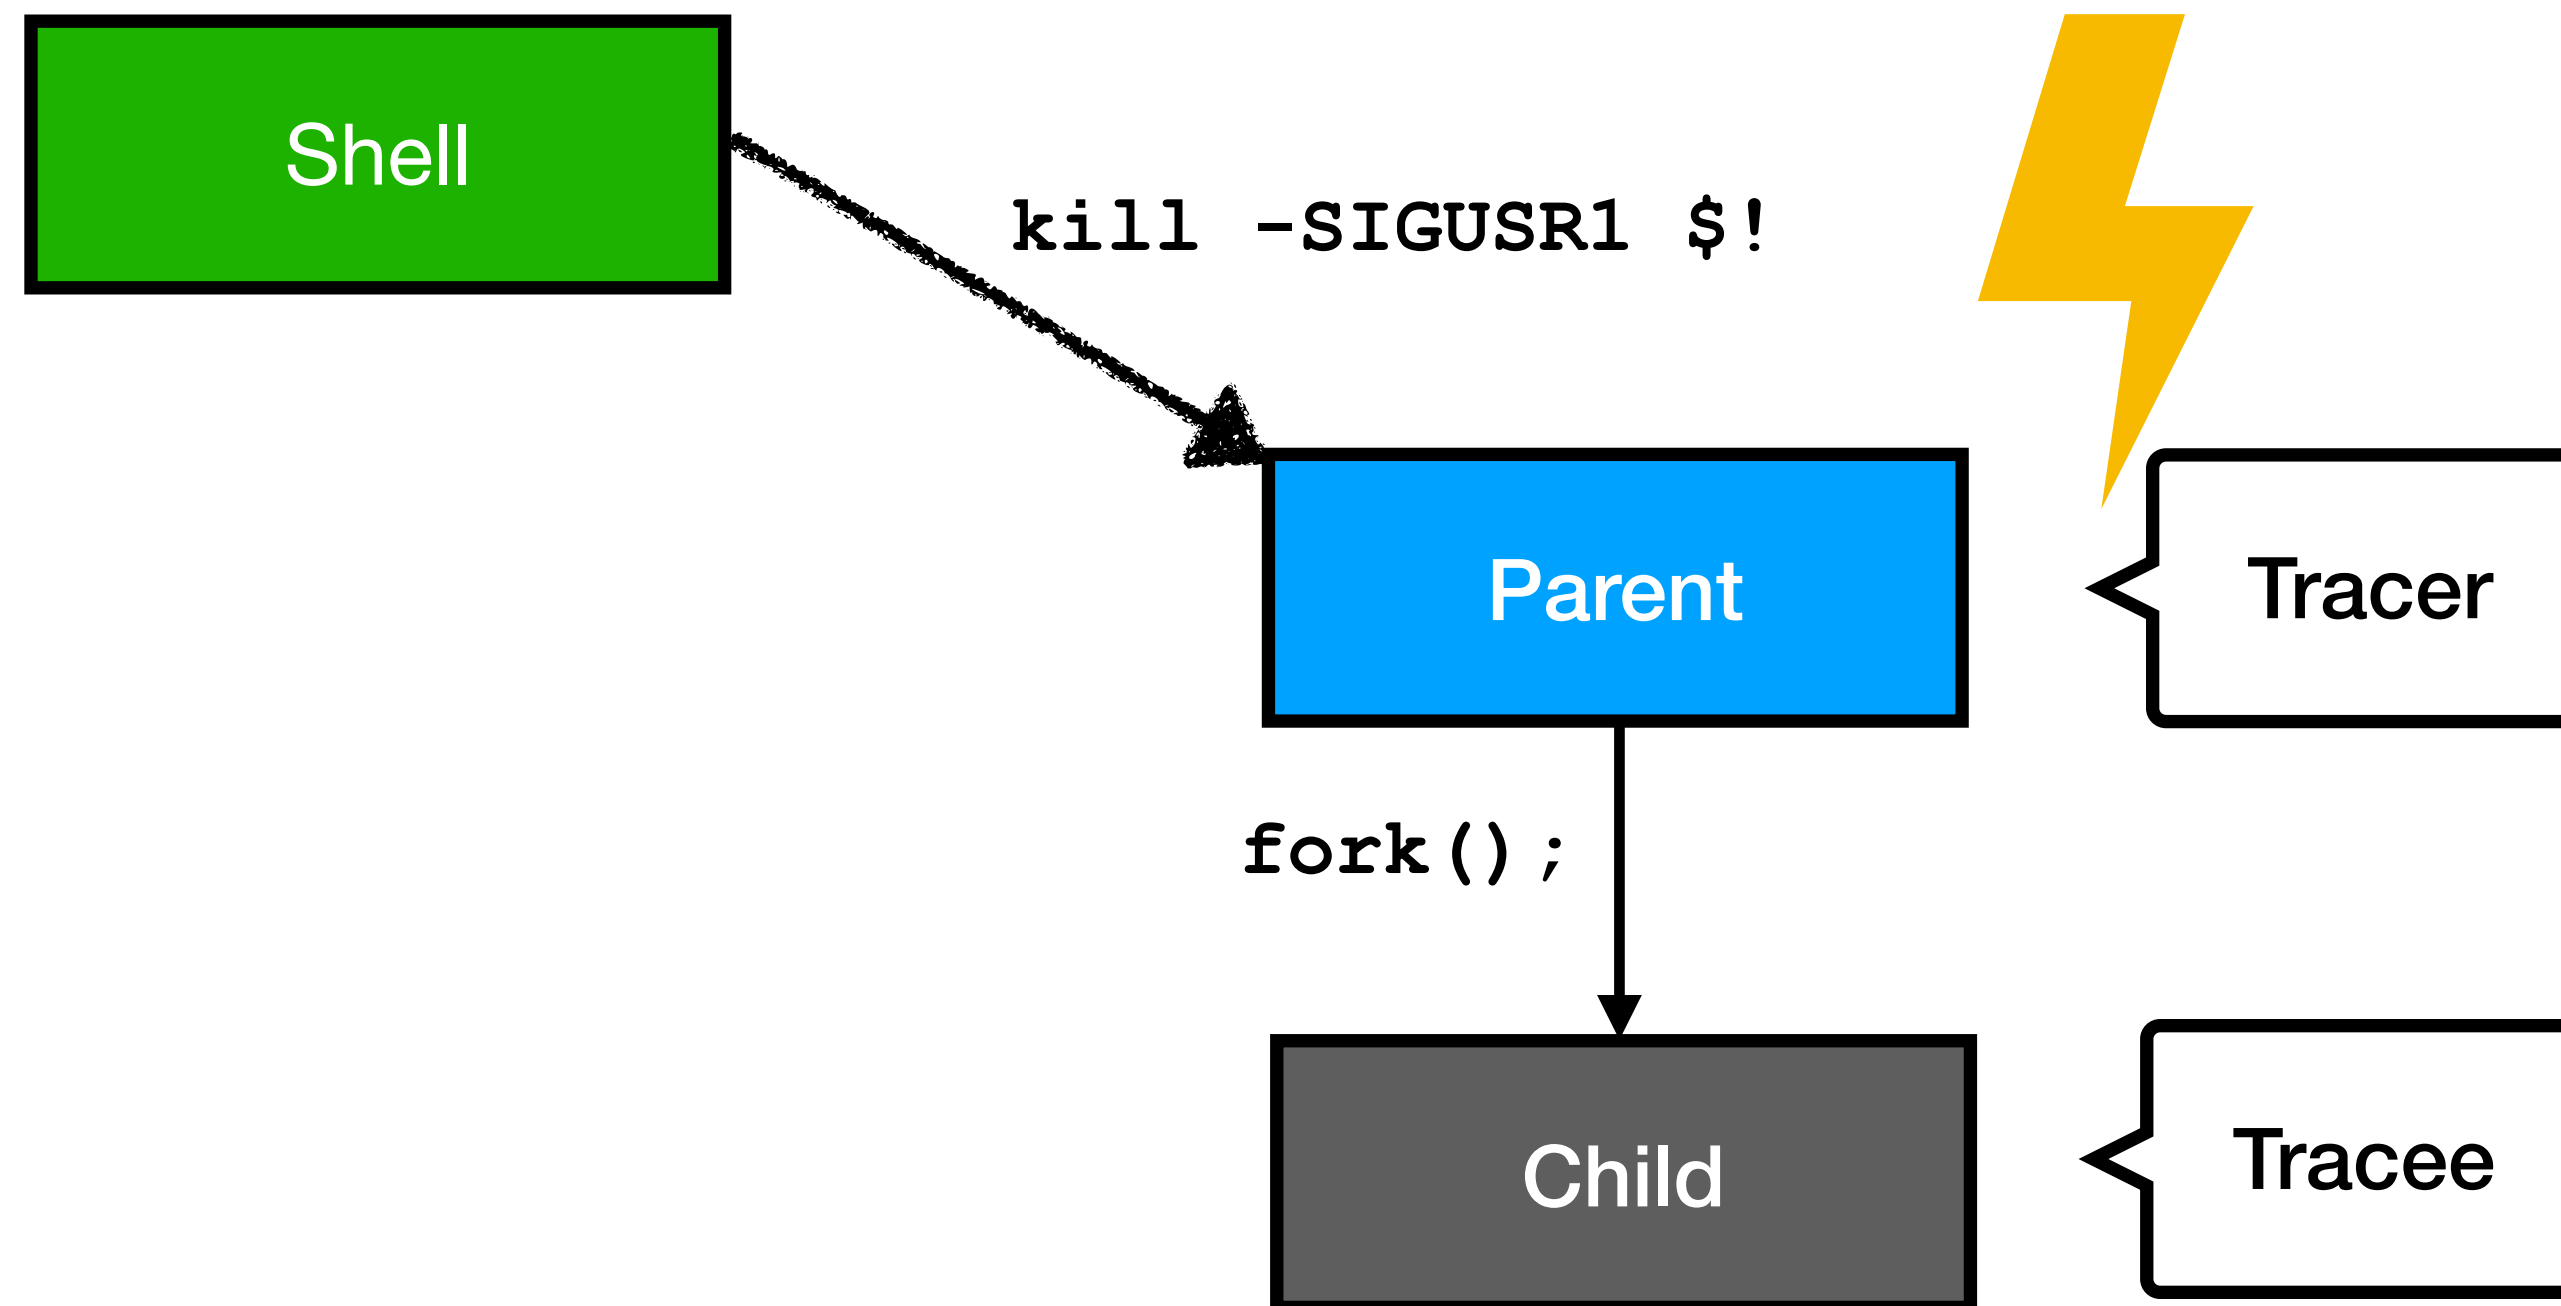 Shell
kill -SIGUSR1 $!
Parent
Tracer
fork();
Child
Tracee